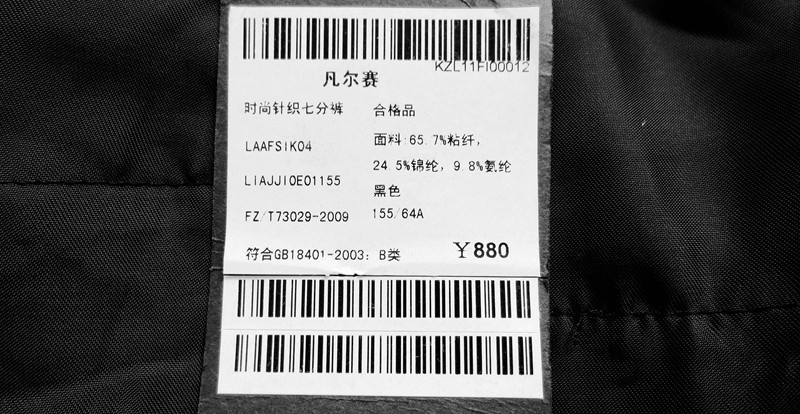 KZL11FI00012
凡尔赛
时尚针织七分裤 合格品
LAAFSIK04 面料:65.7%粘纤,
24.5%锦纶,9.8%氨纶
LIAJJI0E01155 黑色
FZ/T73029-2009 155/64A
符合GB18401-2003: B类 ¥880